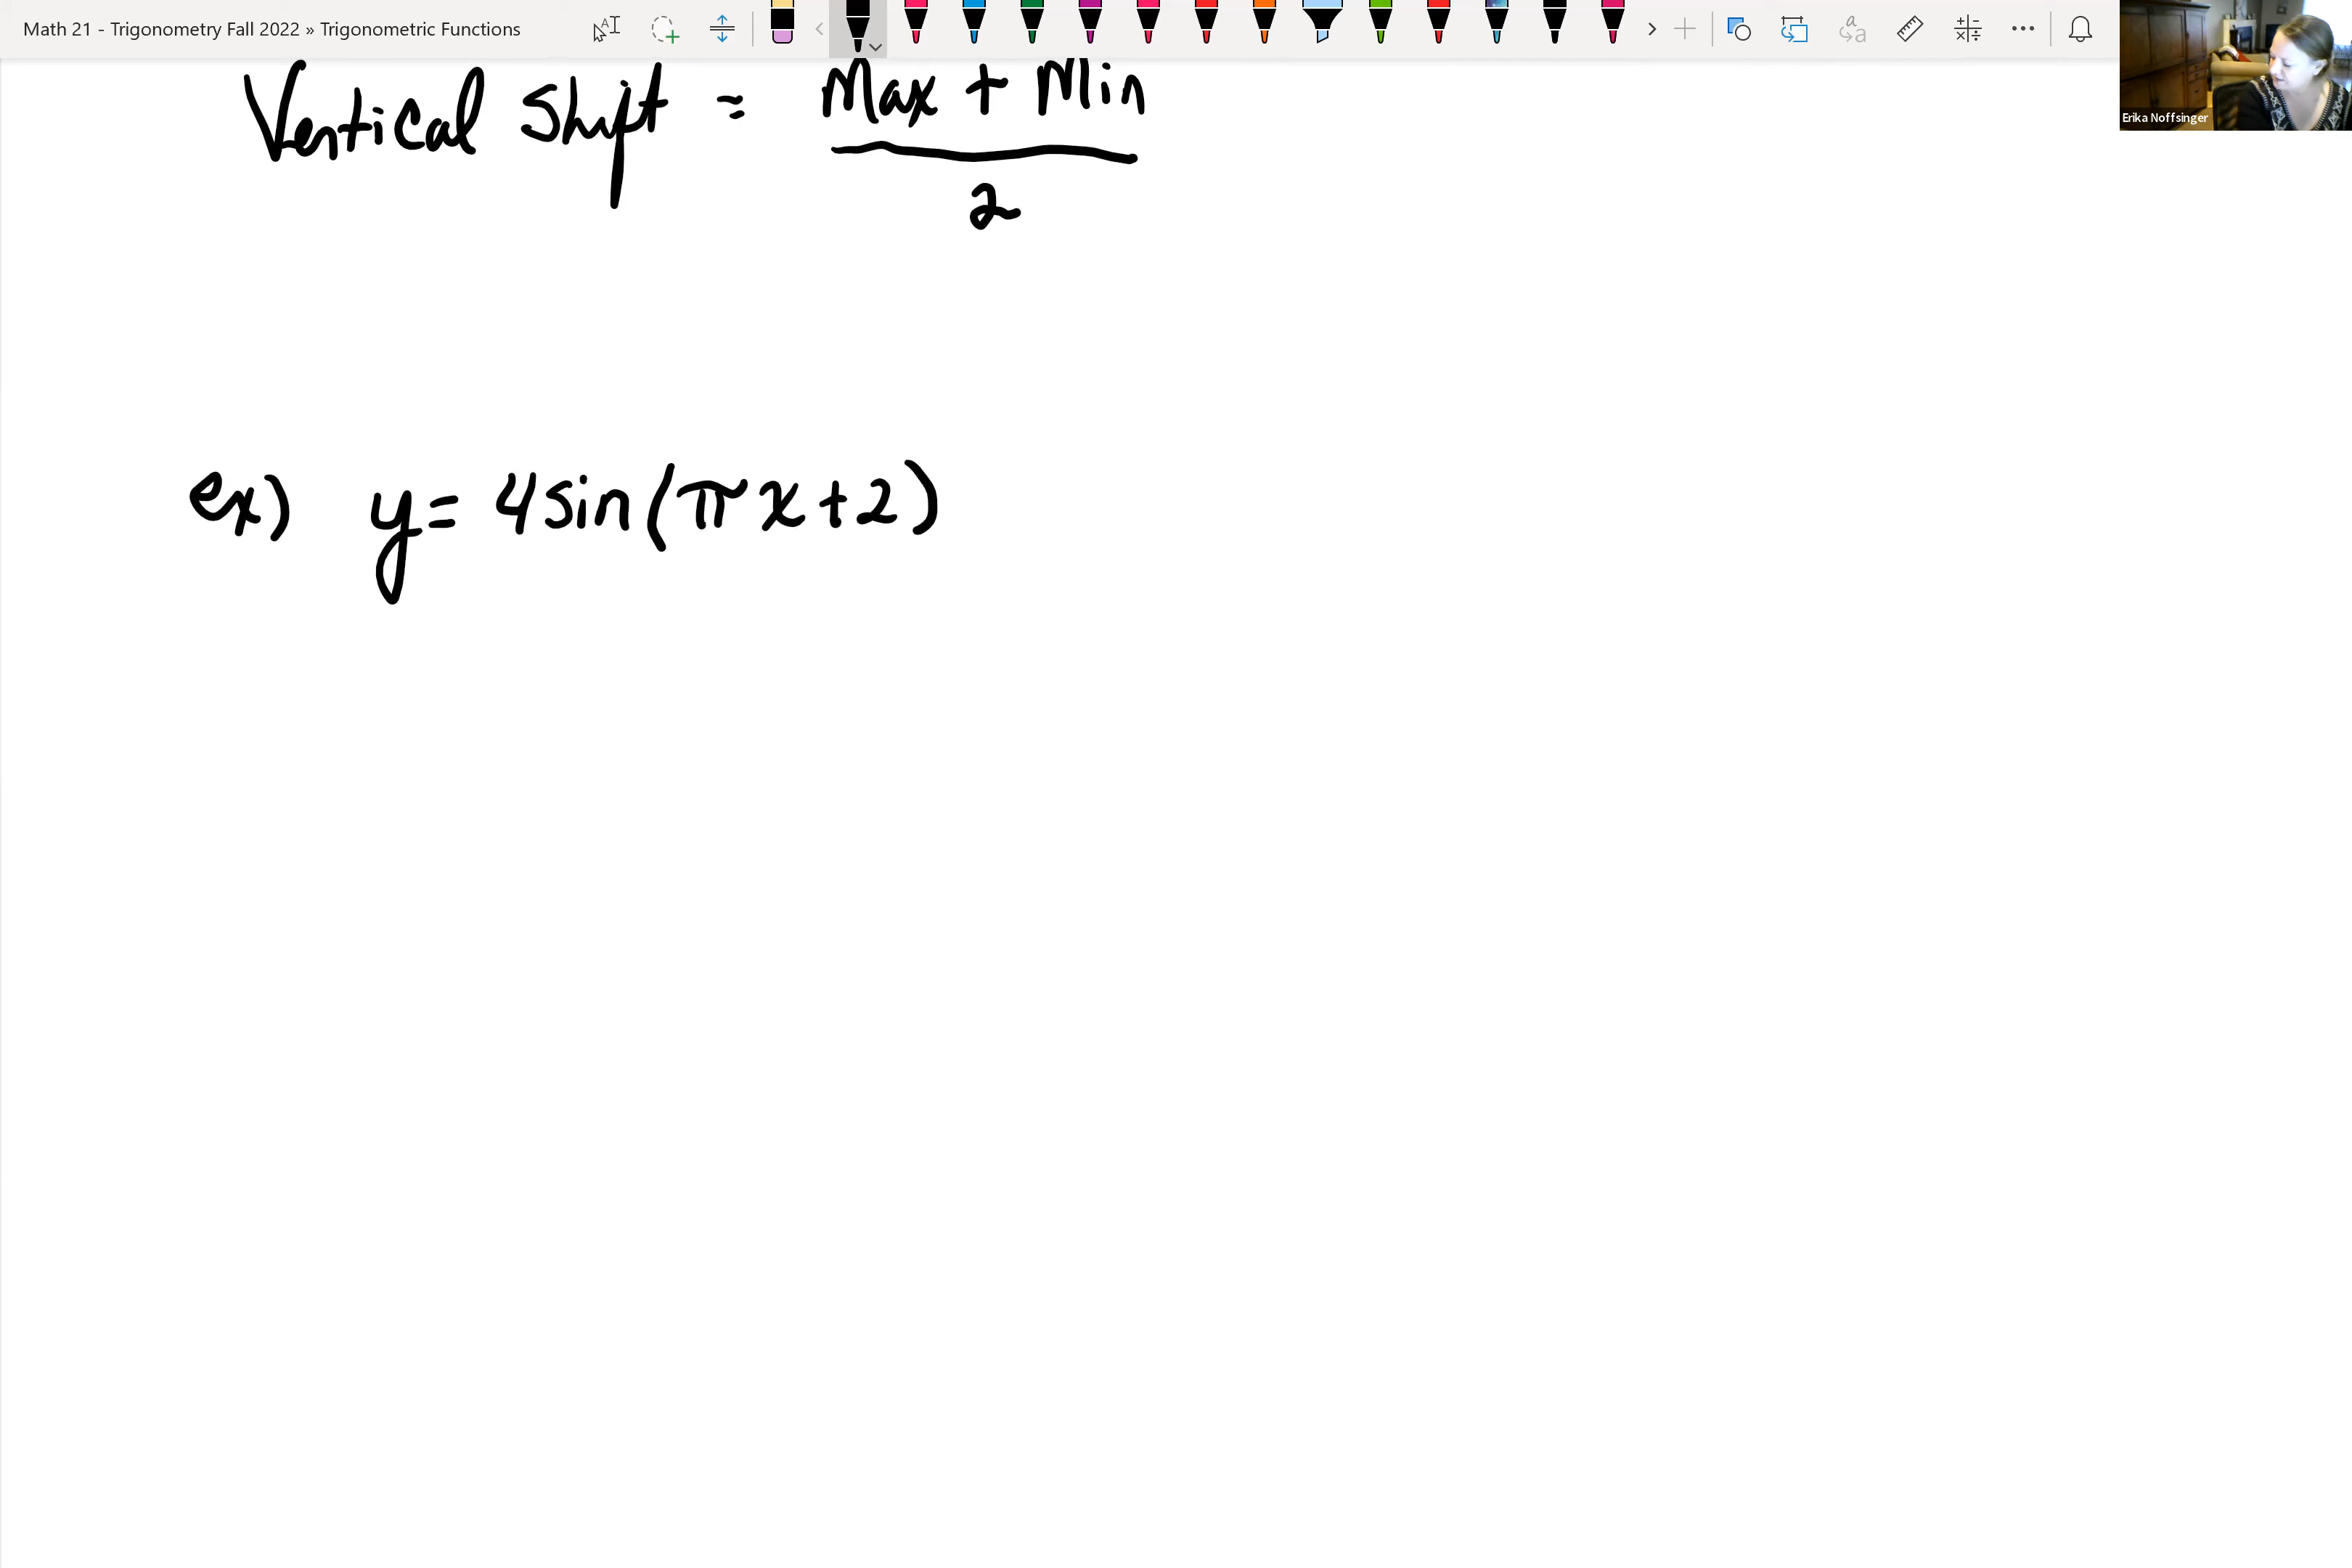 Math 21 - Trigonometry Fall 2022 » Trigonometric Functions
Erika Noffsinger
Vertical Shift = Max + Min
2
ex) y = 4sin(πx+2)